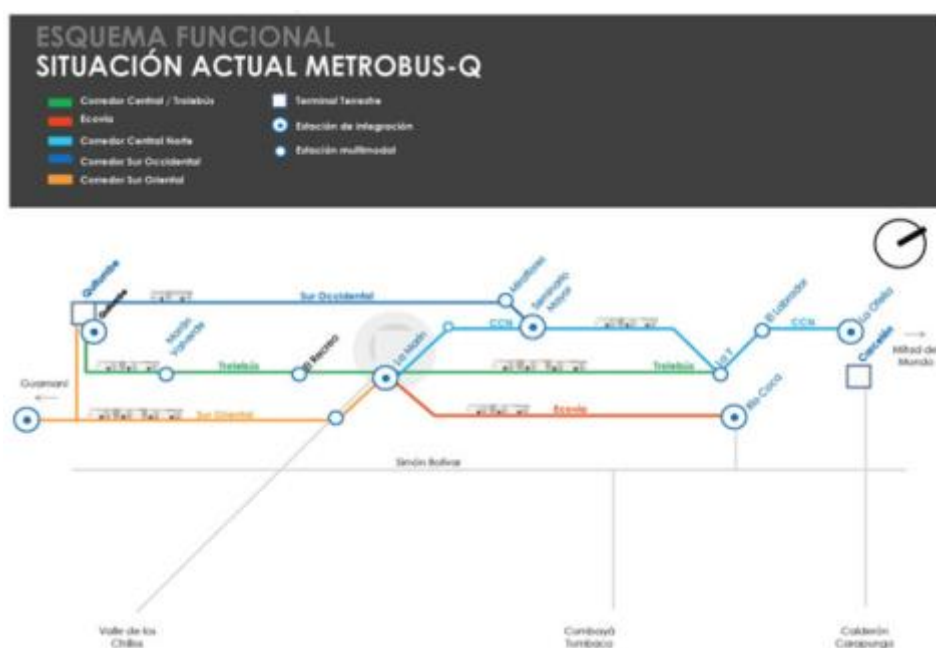 ESQUEMA FUNCIONAL
SITUACIÓN ACTUAL METROBUS-Q
Corredor Central / Trolebús
Ecovía
Corredor Central Norte
Corredor Sur Occidental
Corredor Sur Oriental
Terminal Terrestre
Estación de integración
Estación multimodal
Quitumbe
Quitumbe
Sur Occidental
Miraflores
Seminario
Mayor
Morán
Valverde
Trolebús
El Recreo
La Marín
CCN
Trolebús
La Y
El Labrador
CCN
La Ofelia
Carcelén
Mitad del
Mundo
Guamaní
Sur Oriental
Ecovía
Río Coca
Simón Bolívar
Valle de los
Chillos
Cumbayá
Tumbaco
Calderón
Carapungo